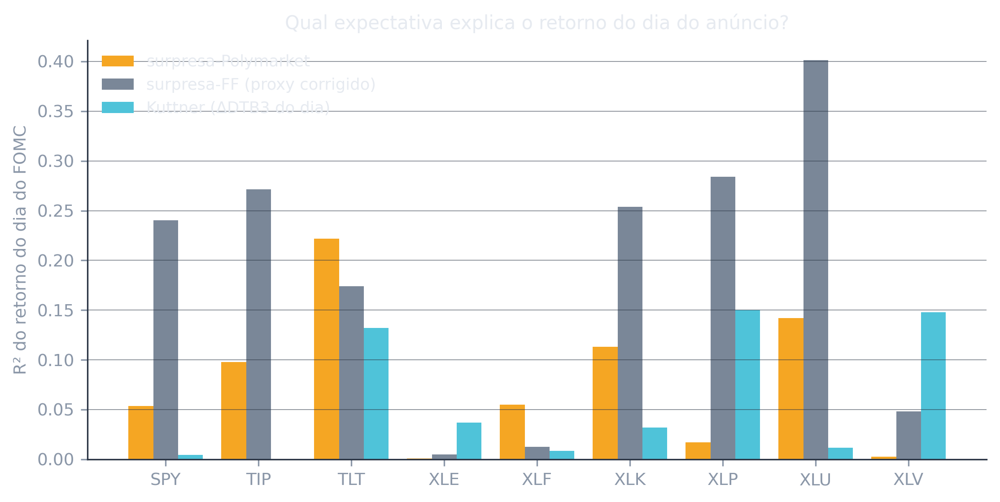 Qual expectativa explica o retorno do dia do anúncio?
surpresa-Polymarket
surpresa-FF (proxy corrigido)
Kuttner (ΔDTB3 do dia)
R² do retorno do dia do FOMC
0.40
0.35
0.30
0.25
0.20
0.15
0.10
0.05
0.00
SPY TIP TLT XLE XLF XLK XLP XLU XLV